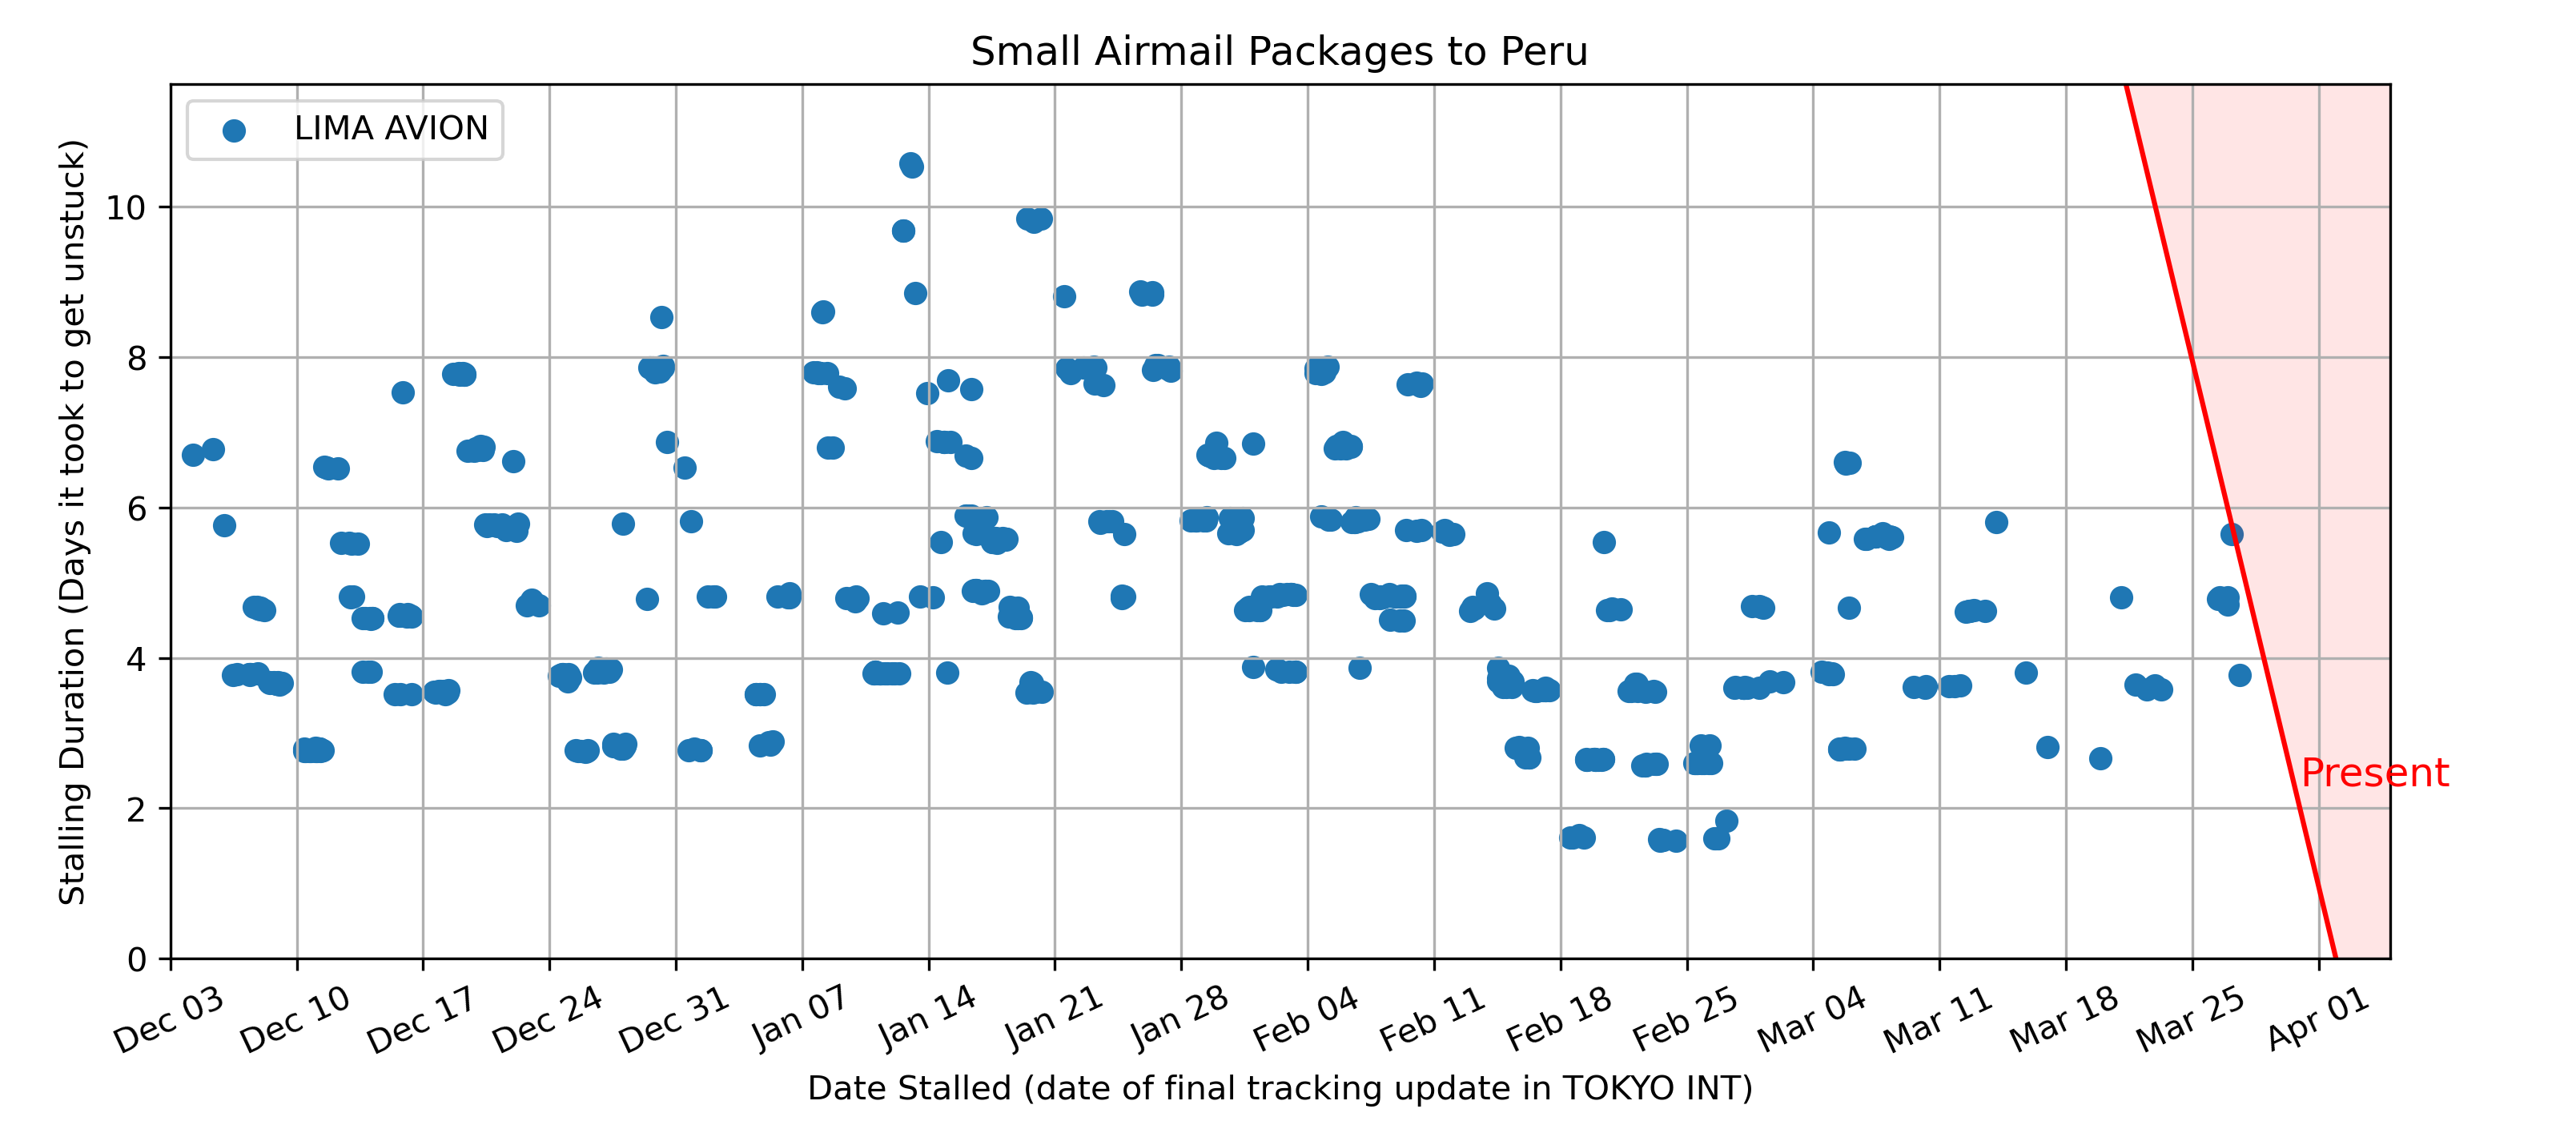 Small Airmail Packages to Peru
LIMA AVION
Stalling Duration (Days it took to get unstuck)
10
8
6
4
2
0
Present
Dec 03
Dec 10
Dec 17
Dec 24
Dec 31
Jan 07
Jan 14
Jan 21
Jan 28
Feb 04
Feb 11
Feb 18
Feb 25
Mar 04
Mar 11
Mar 18
Mar 25
Apr 01
Date Stalled (date of final tracking update in TOKYO INT)